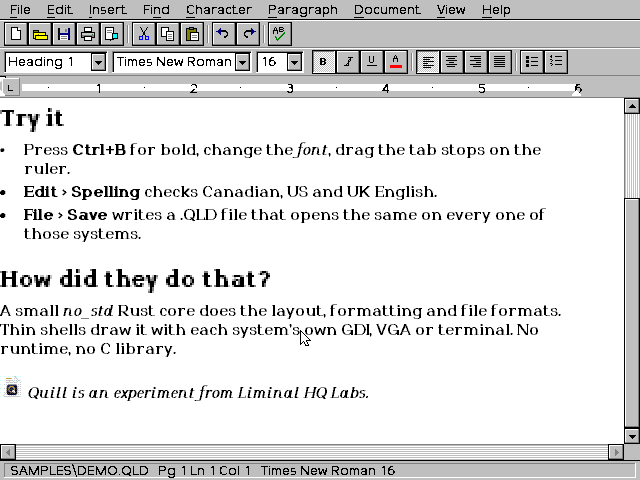 File Edit Insert Find Character Paragraph Document View Help
ABC
Heading 1 Times New Roman 16 B I U A
L 1 2 3 4 5 6
Try it
• Press Ctrl+B for bold, change the font, drag the tab stops on the
ruler.
• Edit › Spelling checks Canadian, US and UK English.
• File › Save writes a .QLD file that opens the same on every one of
those systems.
How did they do that?
A small no_std Rust core does the layout, formatting and file formats.
Thin shells draw it with each system's own GDI, VGA or terminal. No
runtime, no C library.
Quill is an experiment from Liminal HQ Labs.
SAMPLES\DEMO.QLD Pg 1 Ln 1 Col 1 Times New Roman 16